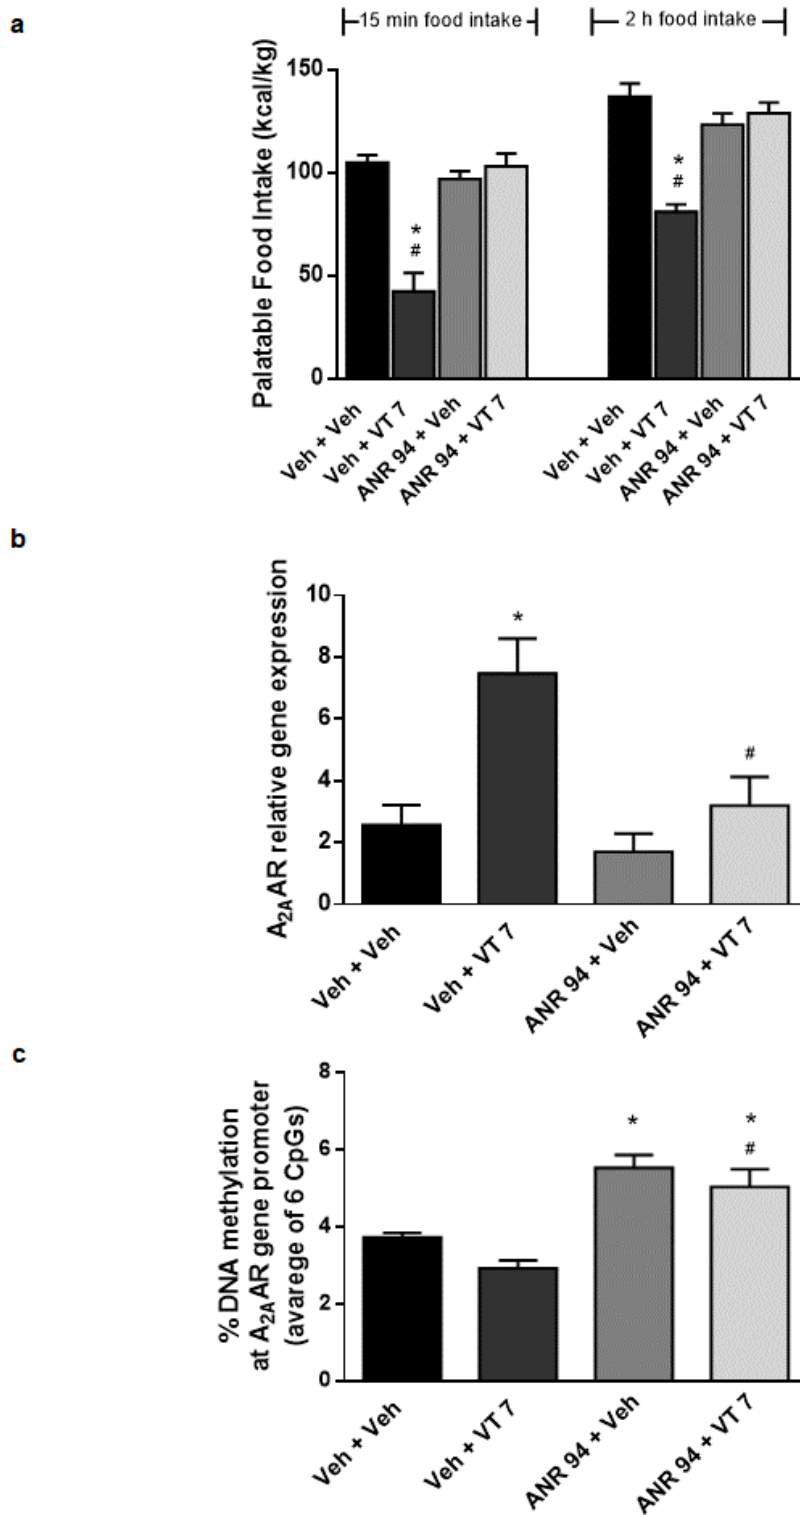 a
15 min food intake
2 h food intake
Palatable Food Intake (kcal/kg)
150
100
50
0
*
#
*
#
Veh + Veh
Veh + VT 7
ANR 94 + Veh
ANR 94 + VT 7
Veh + Veh
Veh + VT 7
ANR 94 + Veh
ANR 94 + VT 7
b
A2AAR relative gene expression
10
8
6
4
2
0
*
#
Veh + Veh
Veh + VT 7
ANR 94 + Veh
ANR 94 + VT 7
c
% DNA methylation
at A2AAR gene promoter
(avarege of 6 CpGs)
8
6
4
2
0
*
*
#
Veh + Veh
Veh + VT 7
ANR 94 + Veh
ANR 94 + VT 7